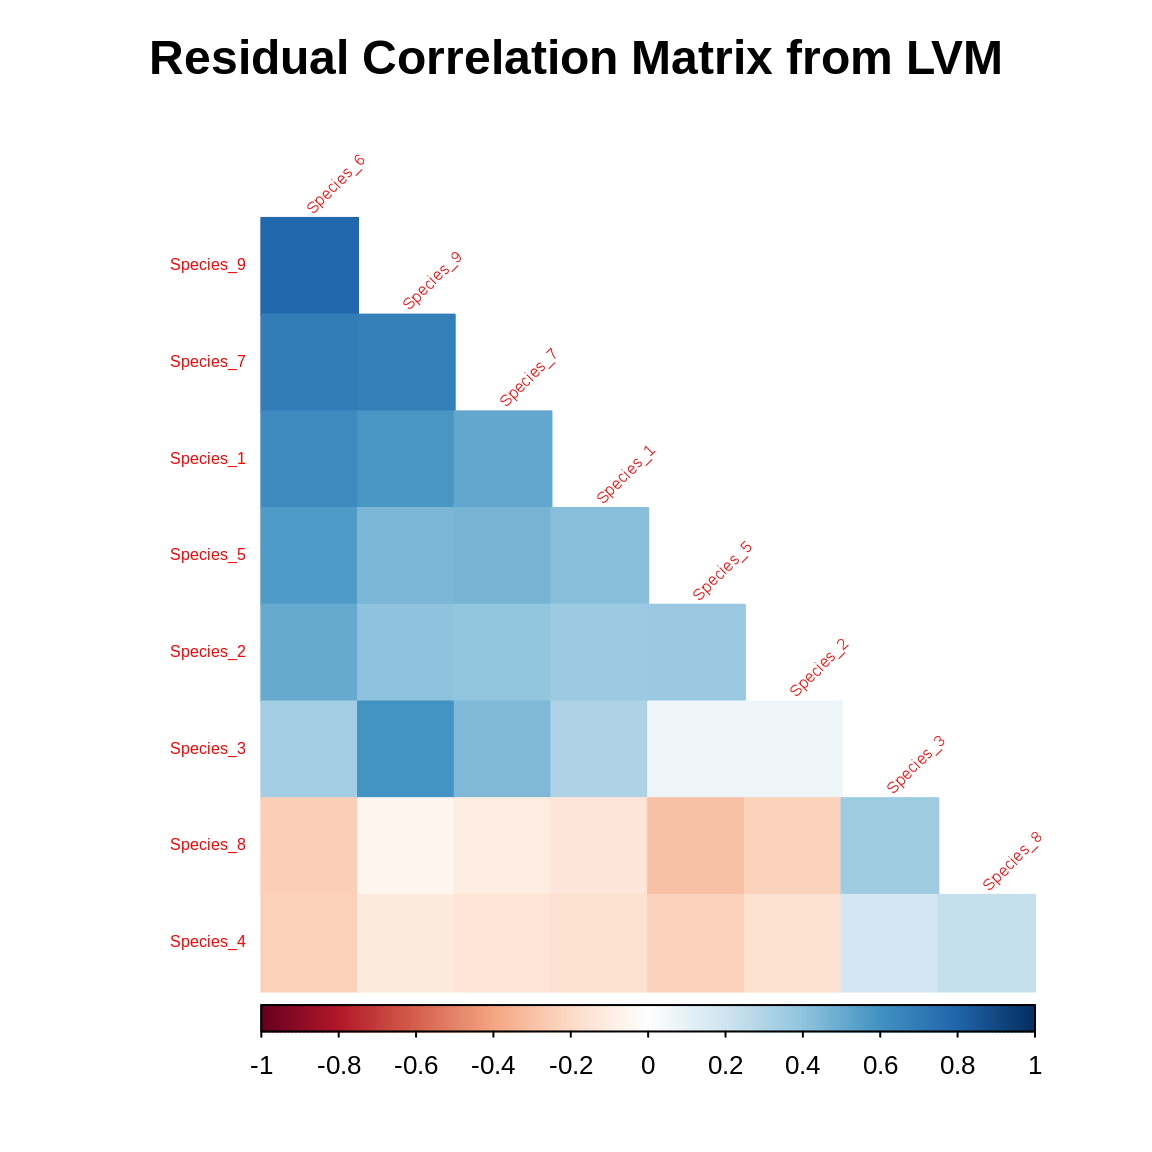 Residual Correlation Matrix from LVM
Species_6
Species_9
Species_9
Species_7
Species_7
Species_1
Species_1
Species_5
Species_5
Species_2
Species_2
Species_3
Species_3
Species_8
Species_8
Species_4
-1 -0.8 -0.6 -0.4 -0.2 0 0.2 0.4 0.6 0.8 1